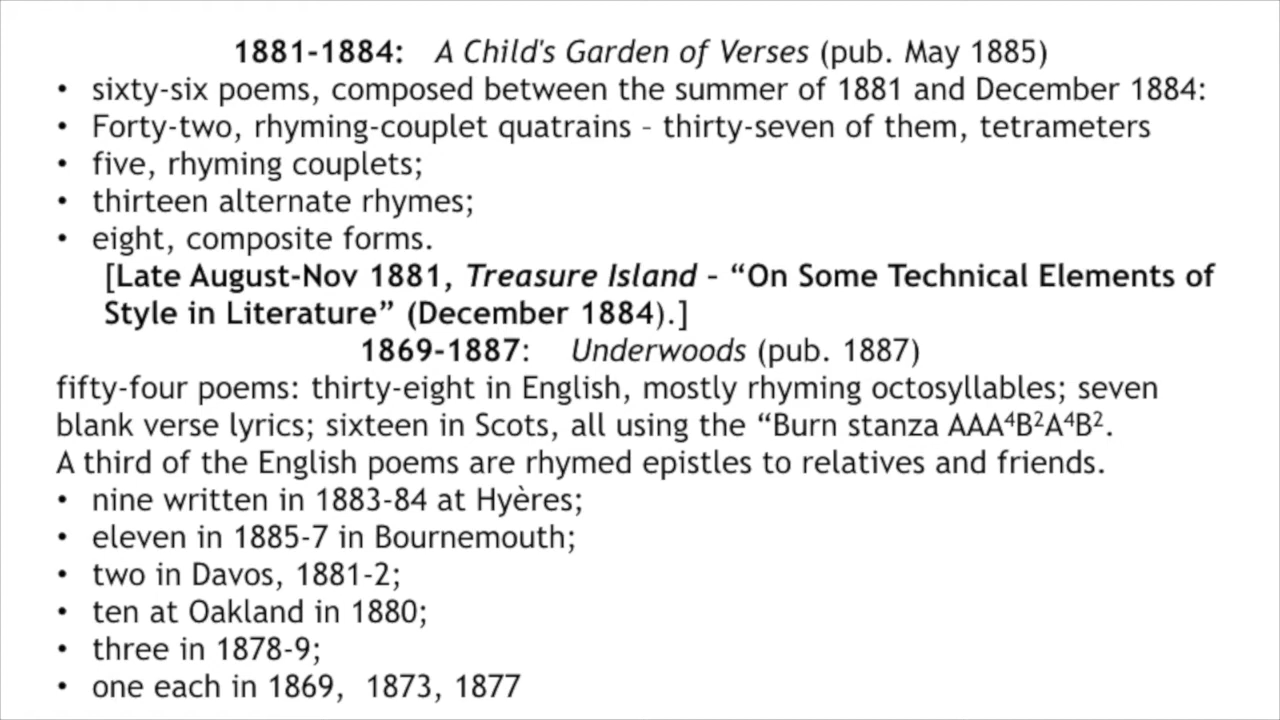 1881-1884: A Child's Garden of Verses (pub. May 1885)
• sixty-six poems, composed between the summer of 1881 and December 1884:
• Forty-two, rhyming-couplet quatrains – thirty-seven of them, tetrameters
• five, rhyming couplets;
• thirteen alternate rhymes;
• eight, composite forms.
[Late August-Nov 1881, Treasure Island – “On Some Technical Elements of
Style in Literature” (December 1884).]
1869-1887: Underwoods (pub. 1887)
fifty-four poems: thirty-eight in English, mostly rhyming octosyllables; seven
blank verse lyrics; sixteen in Scots, all using the “Burn stanza AAA⁴B²A⁴B².
A third of the English poems are rhymed epistles to relatives and friends.
• nine written in 1883-84 at Hyères;
• eleven in 1885-7 in Bournemouth;
• two in Davos, 1881-2;
• ten at Oakland in 1880;
• three in 1878-9;
• one each in 1869, 1873, 1877